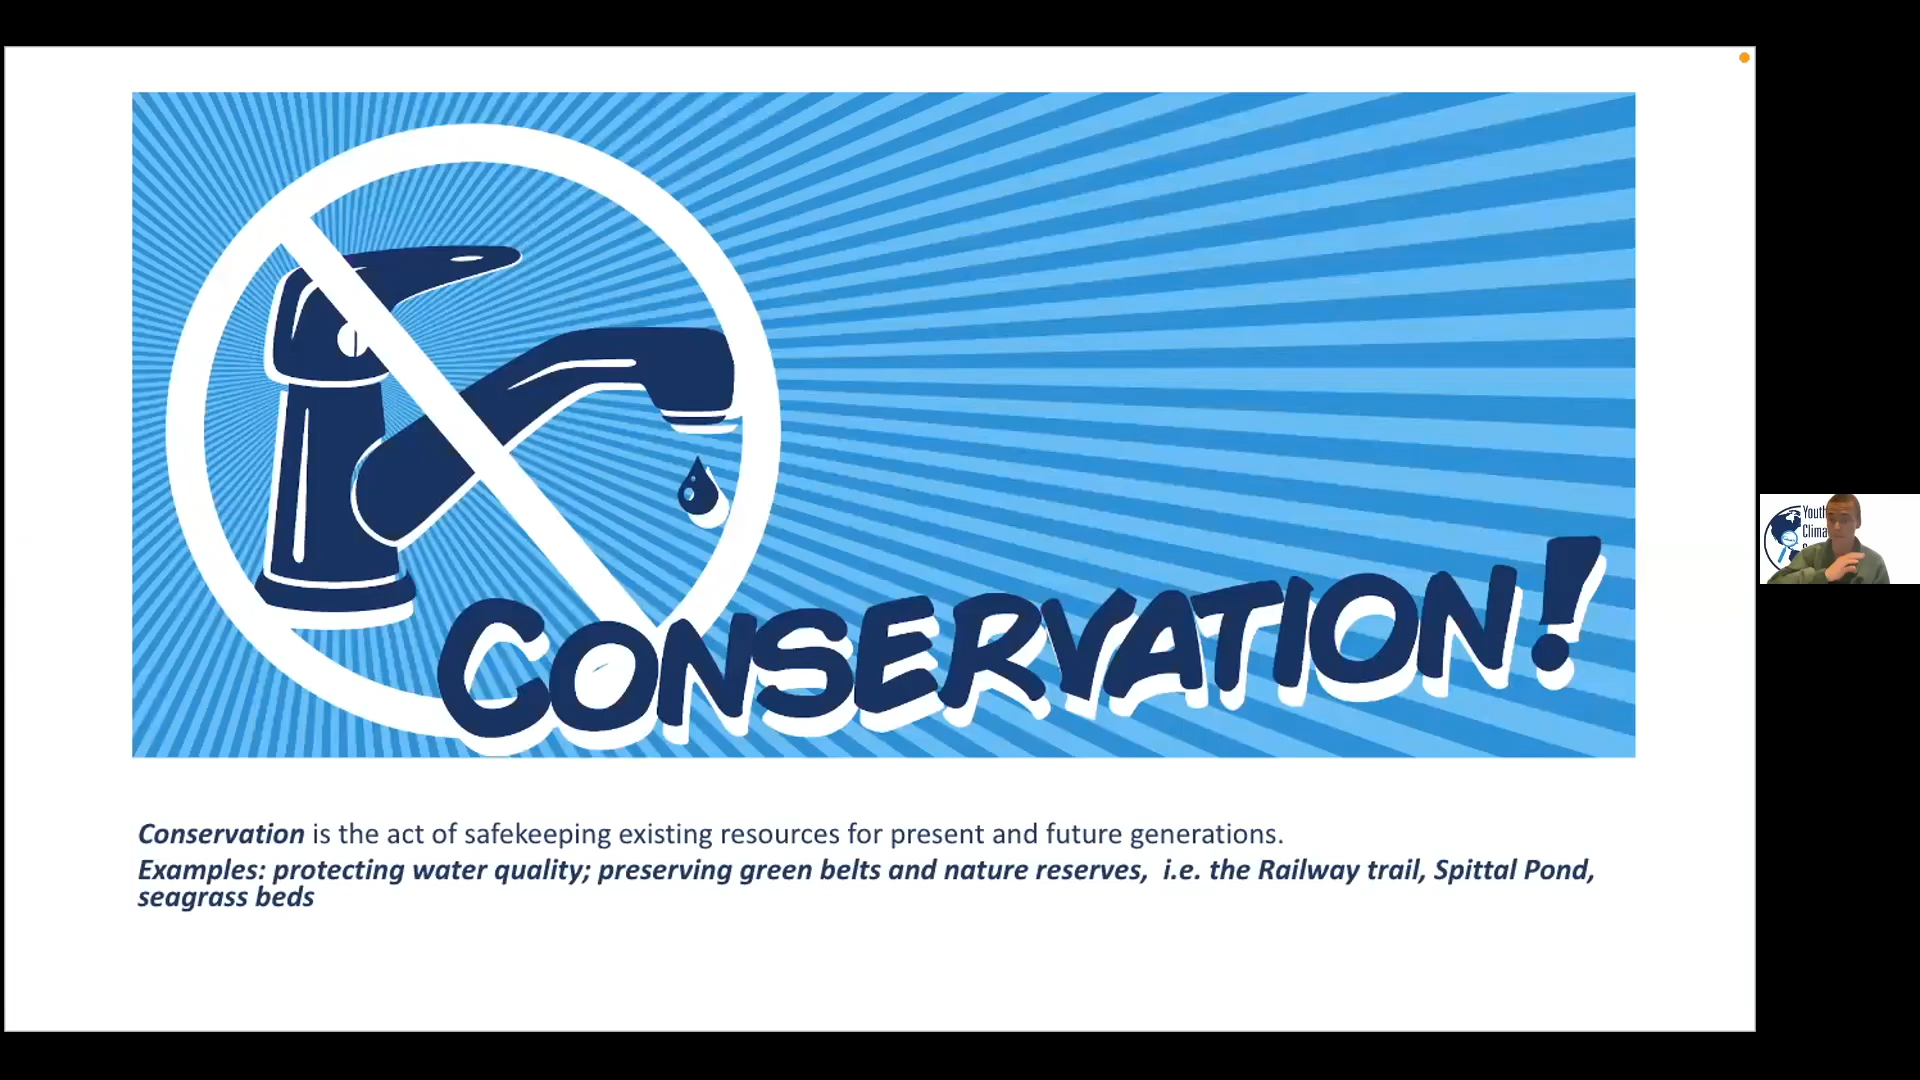 CONSERVATION!
Conservation is the act of safekeeping existing resources for present and future generations.
Examples: protecting water quality; preserving green belts and nature reserves,  i.e. the Railway trail, Spittal Pond,
seagrass beds
Youth